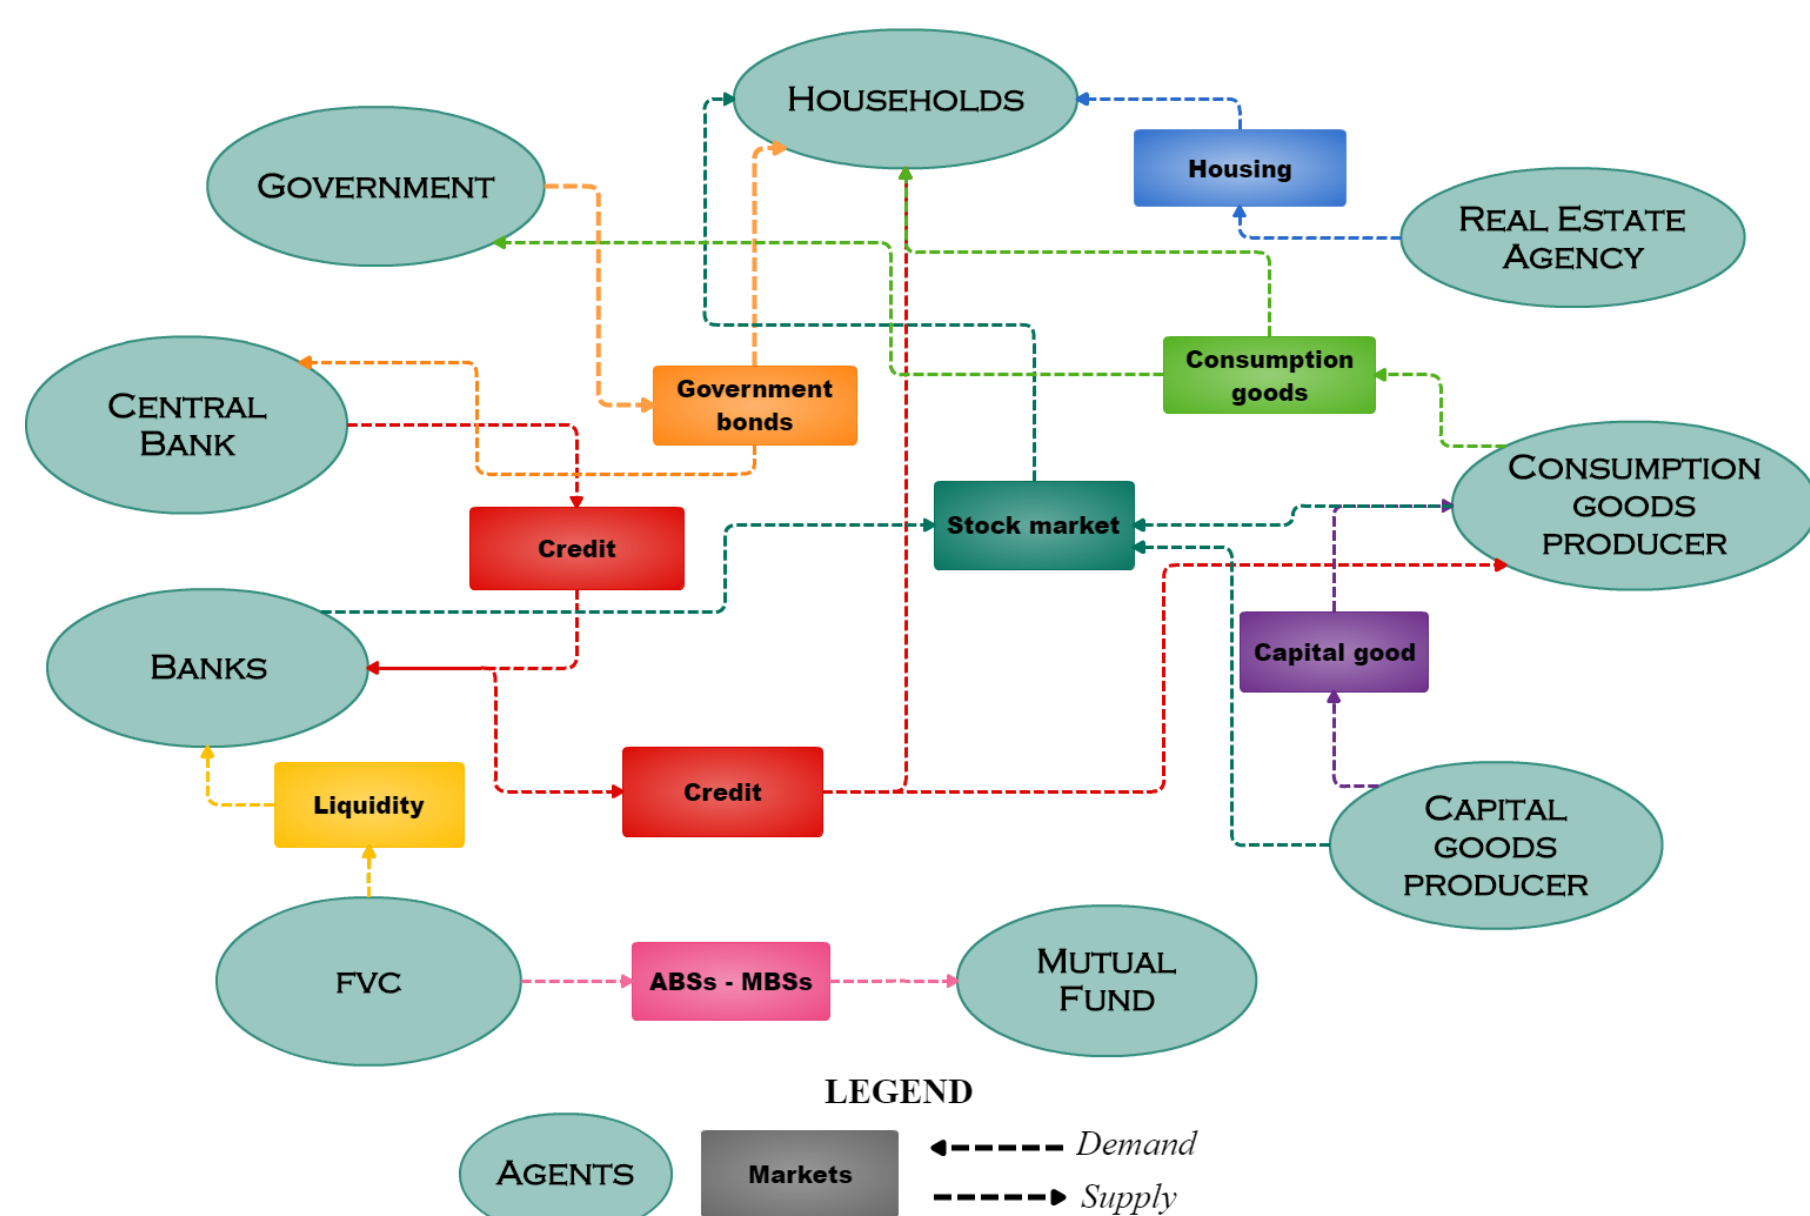 HOUSEHOLDS
GOVERNMENT
Housing
REAL ESTATE
AGENCY
Consumption
goods
Government
bonds
CENTRAL
BANK
CONSUMPTION
GOODS
PRODUCER
Stock market
Credit
Capital good
BANKS
Credit
Liquidity
CAPITAL
GOODS
PRODUCER
FVC
ABSs - MBSs
MUTUAL
FUND
LEGEND
AGENTS
Markets
Demand
Supply